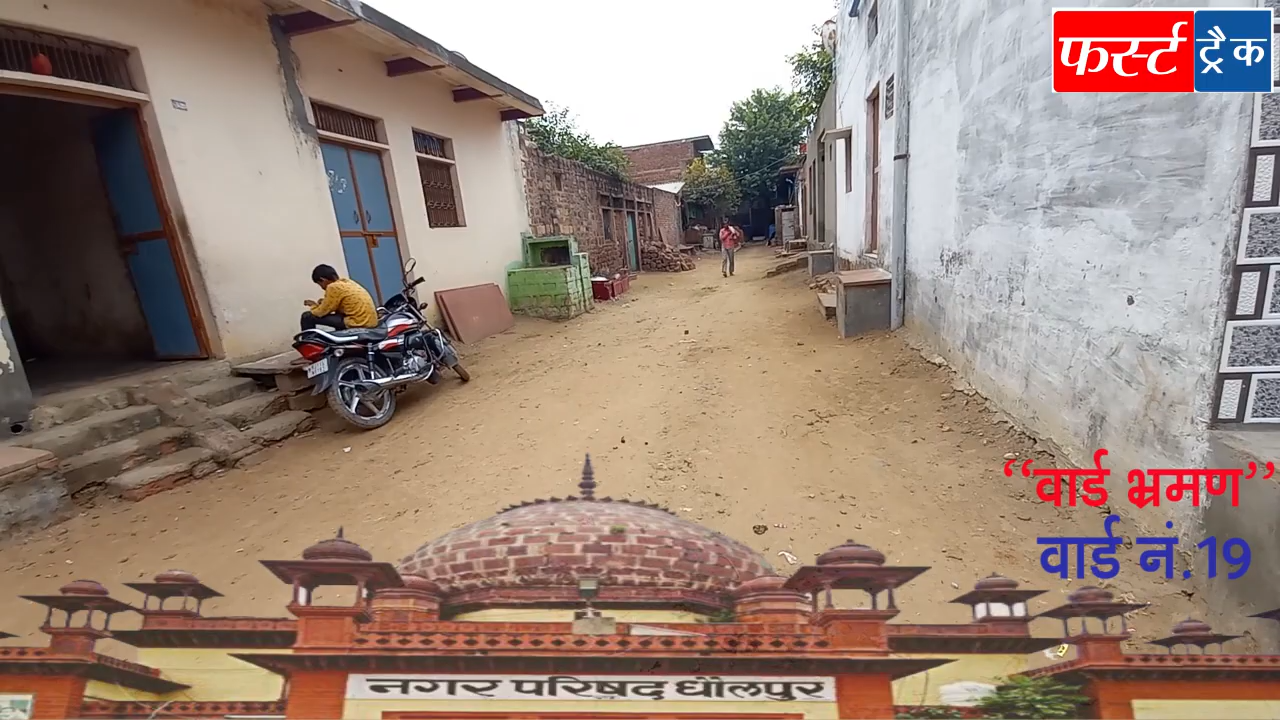 फर्स्ट ट्रैक
“वार्ड भ्रमण”
वार्ड नं.19
नगर परिषद धौलपुर